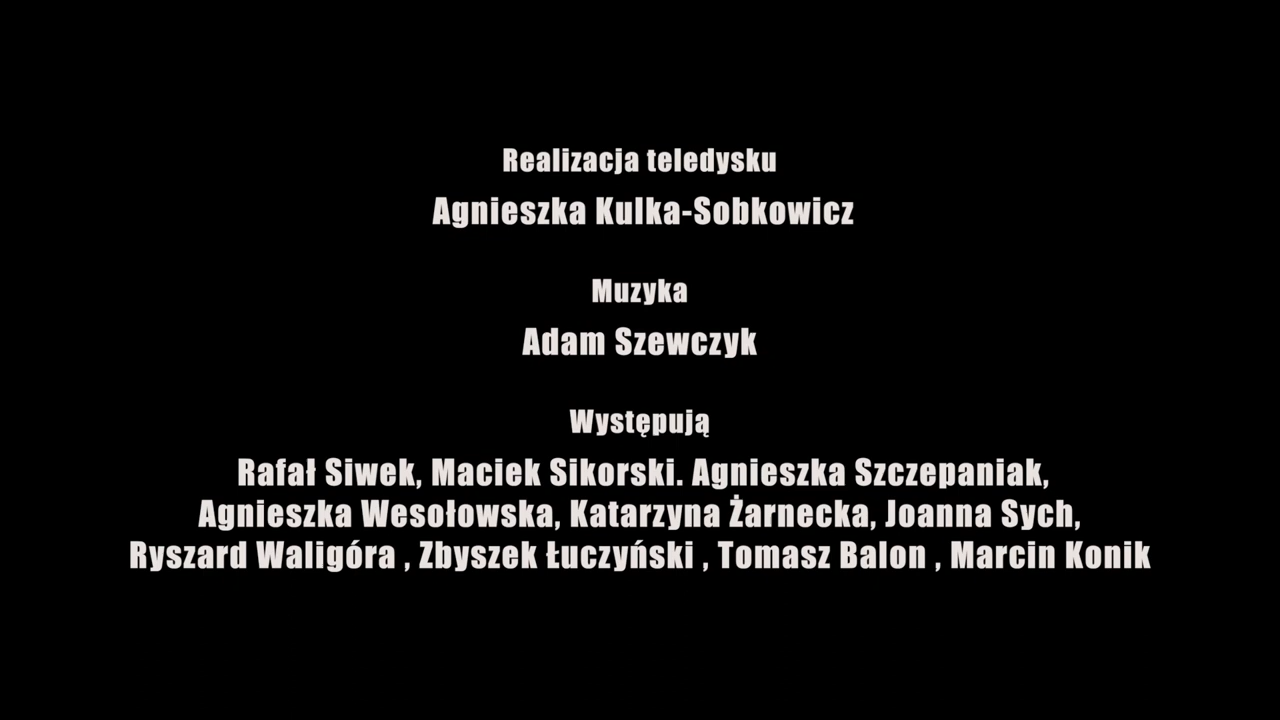 Realizacja teledysku
Agnieszka Kulka-Sobkowicz
Muzyka
Adam Szewczyk
Występują
Rafał Siwek, Maciek Sikorski. Agnieszka Szczepaniak,
Agnieszka Wesołowska, Katarzyna Żarnecka, Joanna Sych,
Ryszard Waligóra , Zbyszek Łuczyński , Tomasz Balon , Marcin Konik